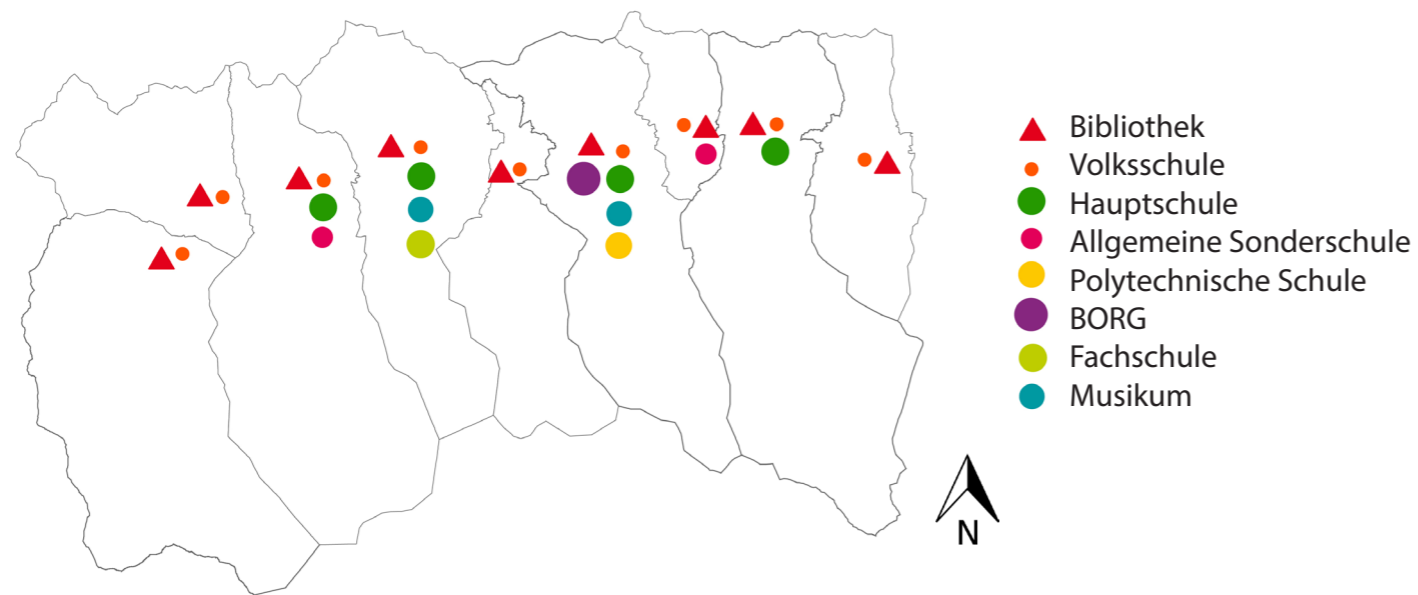 Bibliothek
Volksschule
Hauptschule
Allgemeine Sonderschule
Polytechnische Schule
BORG
Fachschule
Musikum
N